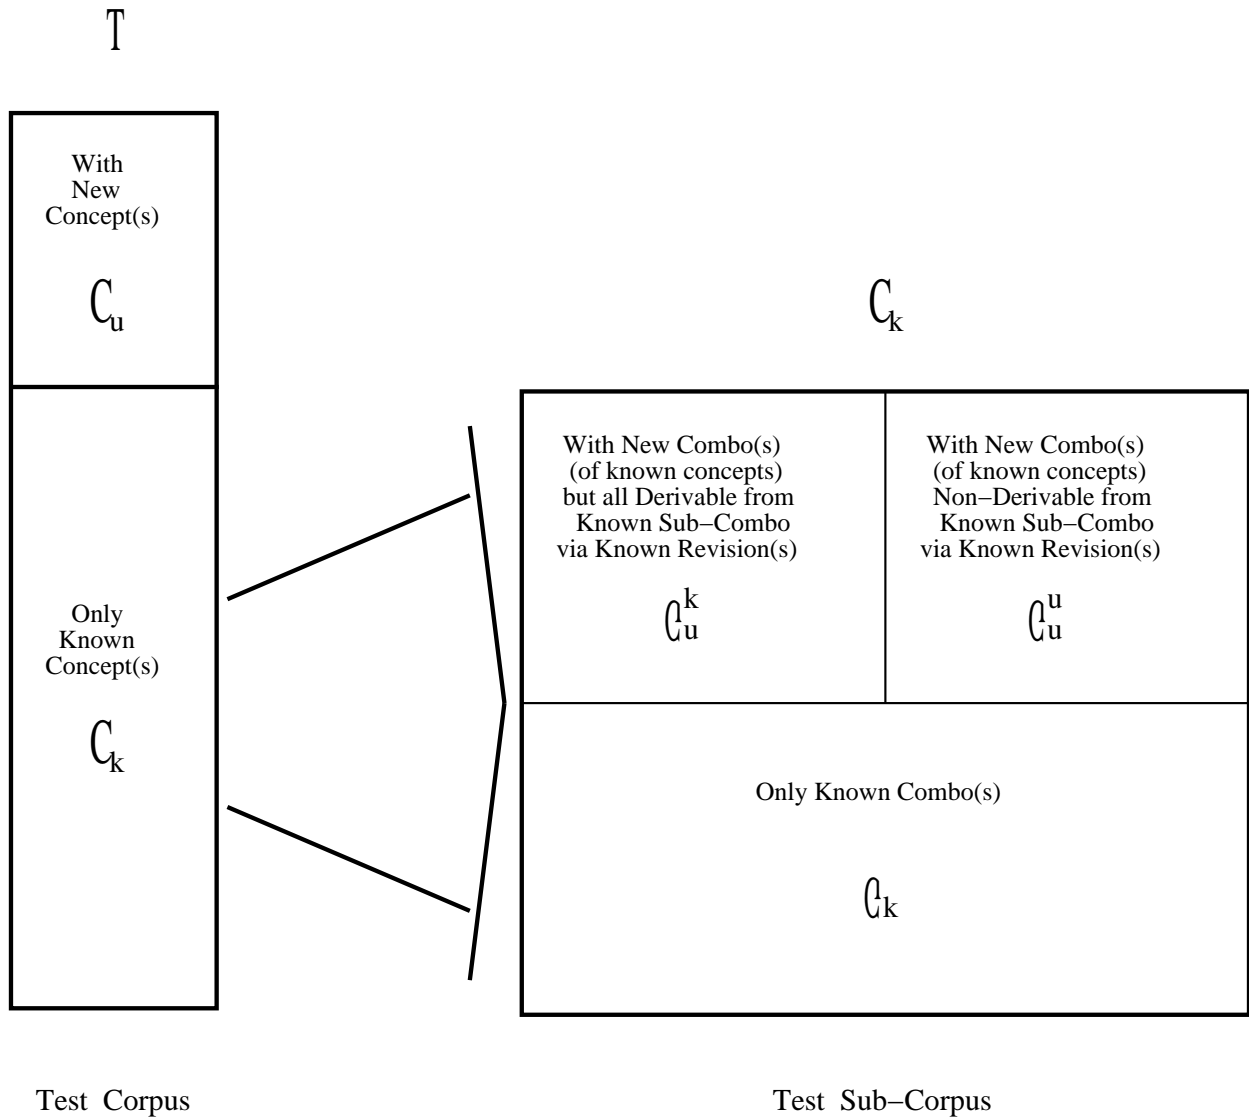 T
With
New
Concept(s)
C_u
Only
Known
Concept(s)
C_k
Test Corpus
C_k
With New Combo(s)
(of known concepts)
but all Derivable from
Known Sub−Combo
via Known Revision(s)
C_u^k
With New Combo(s)
(of known concepts)
Non−Derivable from
Known Sub−Combo
via Known Revision(s)
C_u^u
Only Known Combo(s)
C_k
Test Sub−Corpus